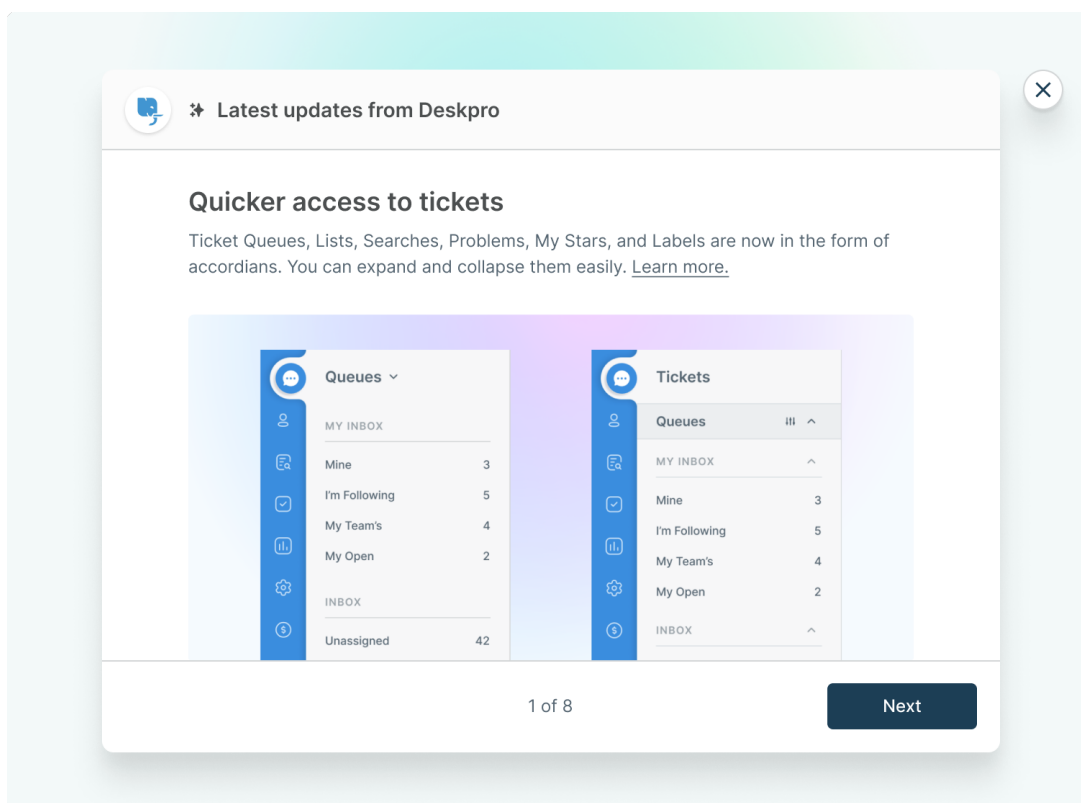 Latest updates from Deskpro
Quicker access to tickets
Ticket Queues, Lists, Searches, Problems, My Stars, and Labels are now in the form of
accordians. You can expand and collapse them easily. Learn more.
Queues
MY INBOX
Mine 3
I'm Following 5
My Team's 4
My Open 2
INBOX
Unassigned 42
Tickets
Queues
MY INBOX
Mine 3
I'm Following 5
My Team's 4
My Open 2
INBOX
1 of 8
Next